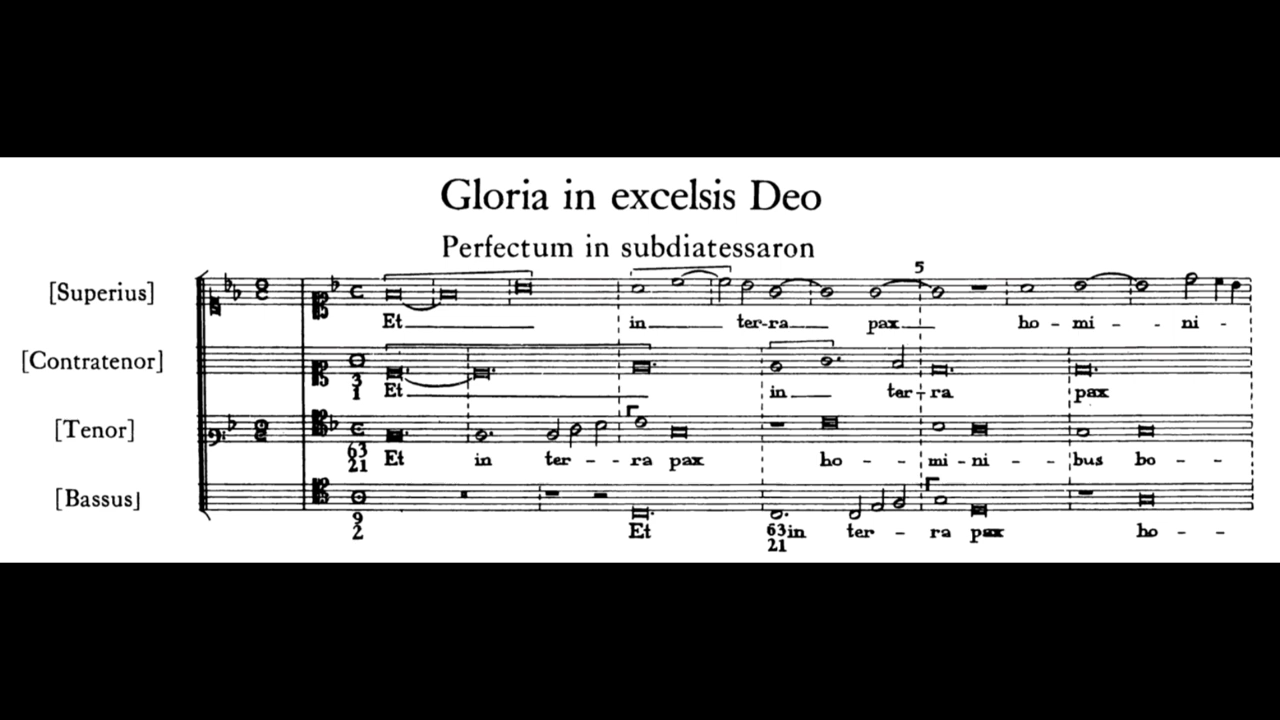 Gloria in excelsis Deo
Perfectum in subdiatessaron
5
[Superius]
Et in ter-ra pax ho - mi - - ni -
[Contratenor]
3
1
Et in ter - ra pax
[Tenor]
63
21
Et in ter - - ra pax ho - - mi - ni - - bus bo - -
[Bassus]
9
2
Et 63 in ter - ra pax ho - -
21